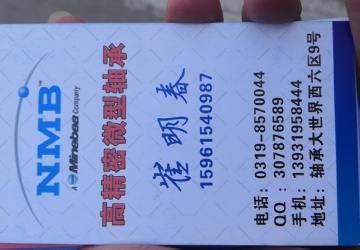 NMB
A Minebea Company
高精密微型轴承
崔明春
15961540987
电话：0319-8570044
QQ：307876589
手机：13931958444
地址：轴承大世界西六区9号